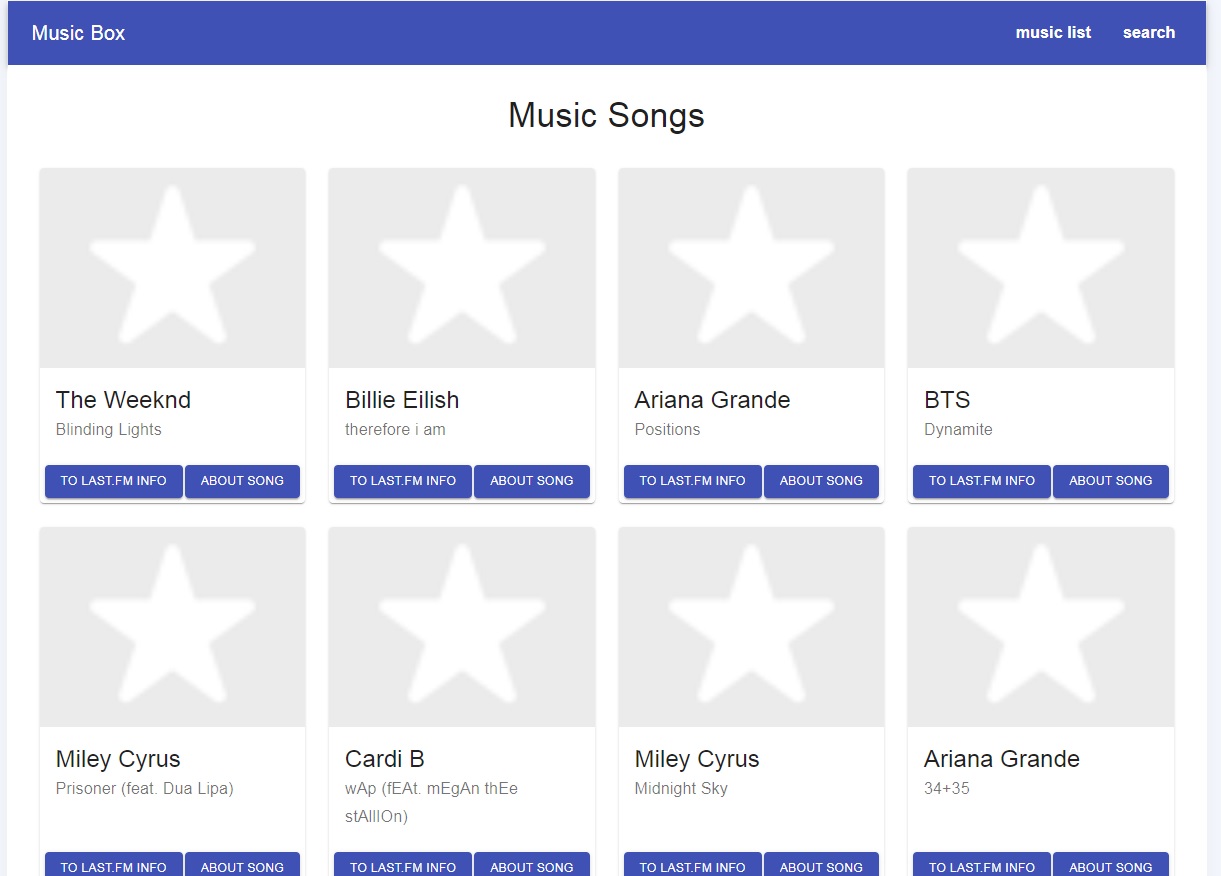 Music Box
music list search
Music Songs
The Weeknd
Blinding Lights
TO LAST.FM INFO ABOUT SONG
Billie Eilish
therefore i am
TO LAST.FM INFO ABOUT SONG
Ariana Grande
Positions
TO LAST.FM INFO ABOUT SONG
BTS
Dynamite
TO LAST.FM INFO ABOUT SONG
Miley Cyrus
Prisoner (feat. Dua Lipa)
TO LAST.FM INFO ABOUT SONG
Cardi B
wAp (fEAt. mEgAn thEe
stAlIIOn)
TO LAST.FM INFO ABOUT SONG
Miley Cyrus
Midnight Sky
TO LAST.FM INFO ABOUT SONG
Ariana Grande
34+35
TO LAST.FM INFO ABOUT SONG